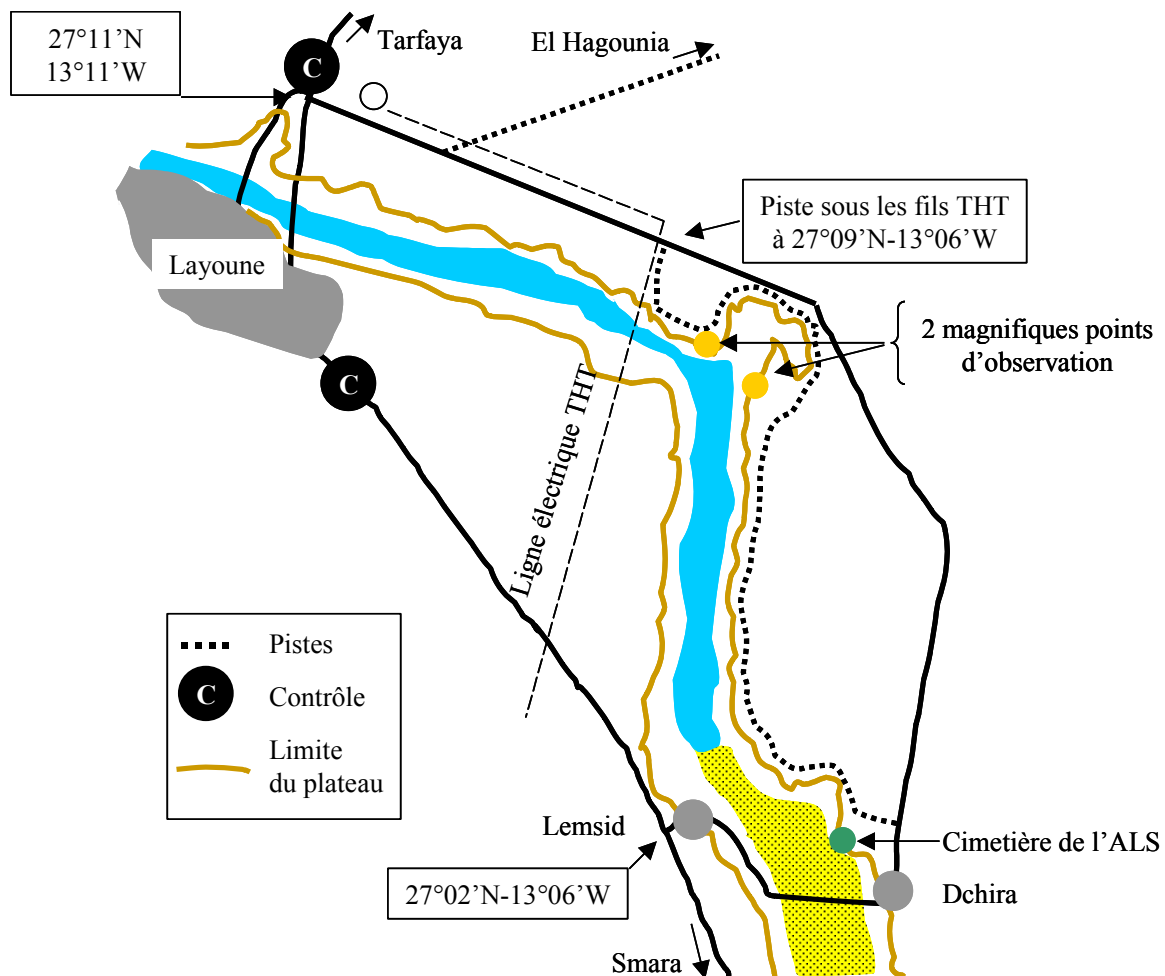 27°11’N
13°11’W
C
Tarfaya
El Hagounia
Piste sous les fils THT
à 27°09’N-13°06’W
Layoune
2 magnifiques points
d’observation
C
Ligne électrique THT
Pistes
C
Contrôle
Limite
du plateau
Lemsid
Cimetière de l’ALS
27°02’N-13°06’W
Dchira
Smara